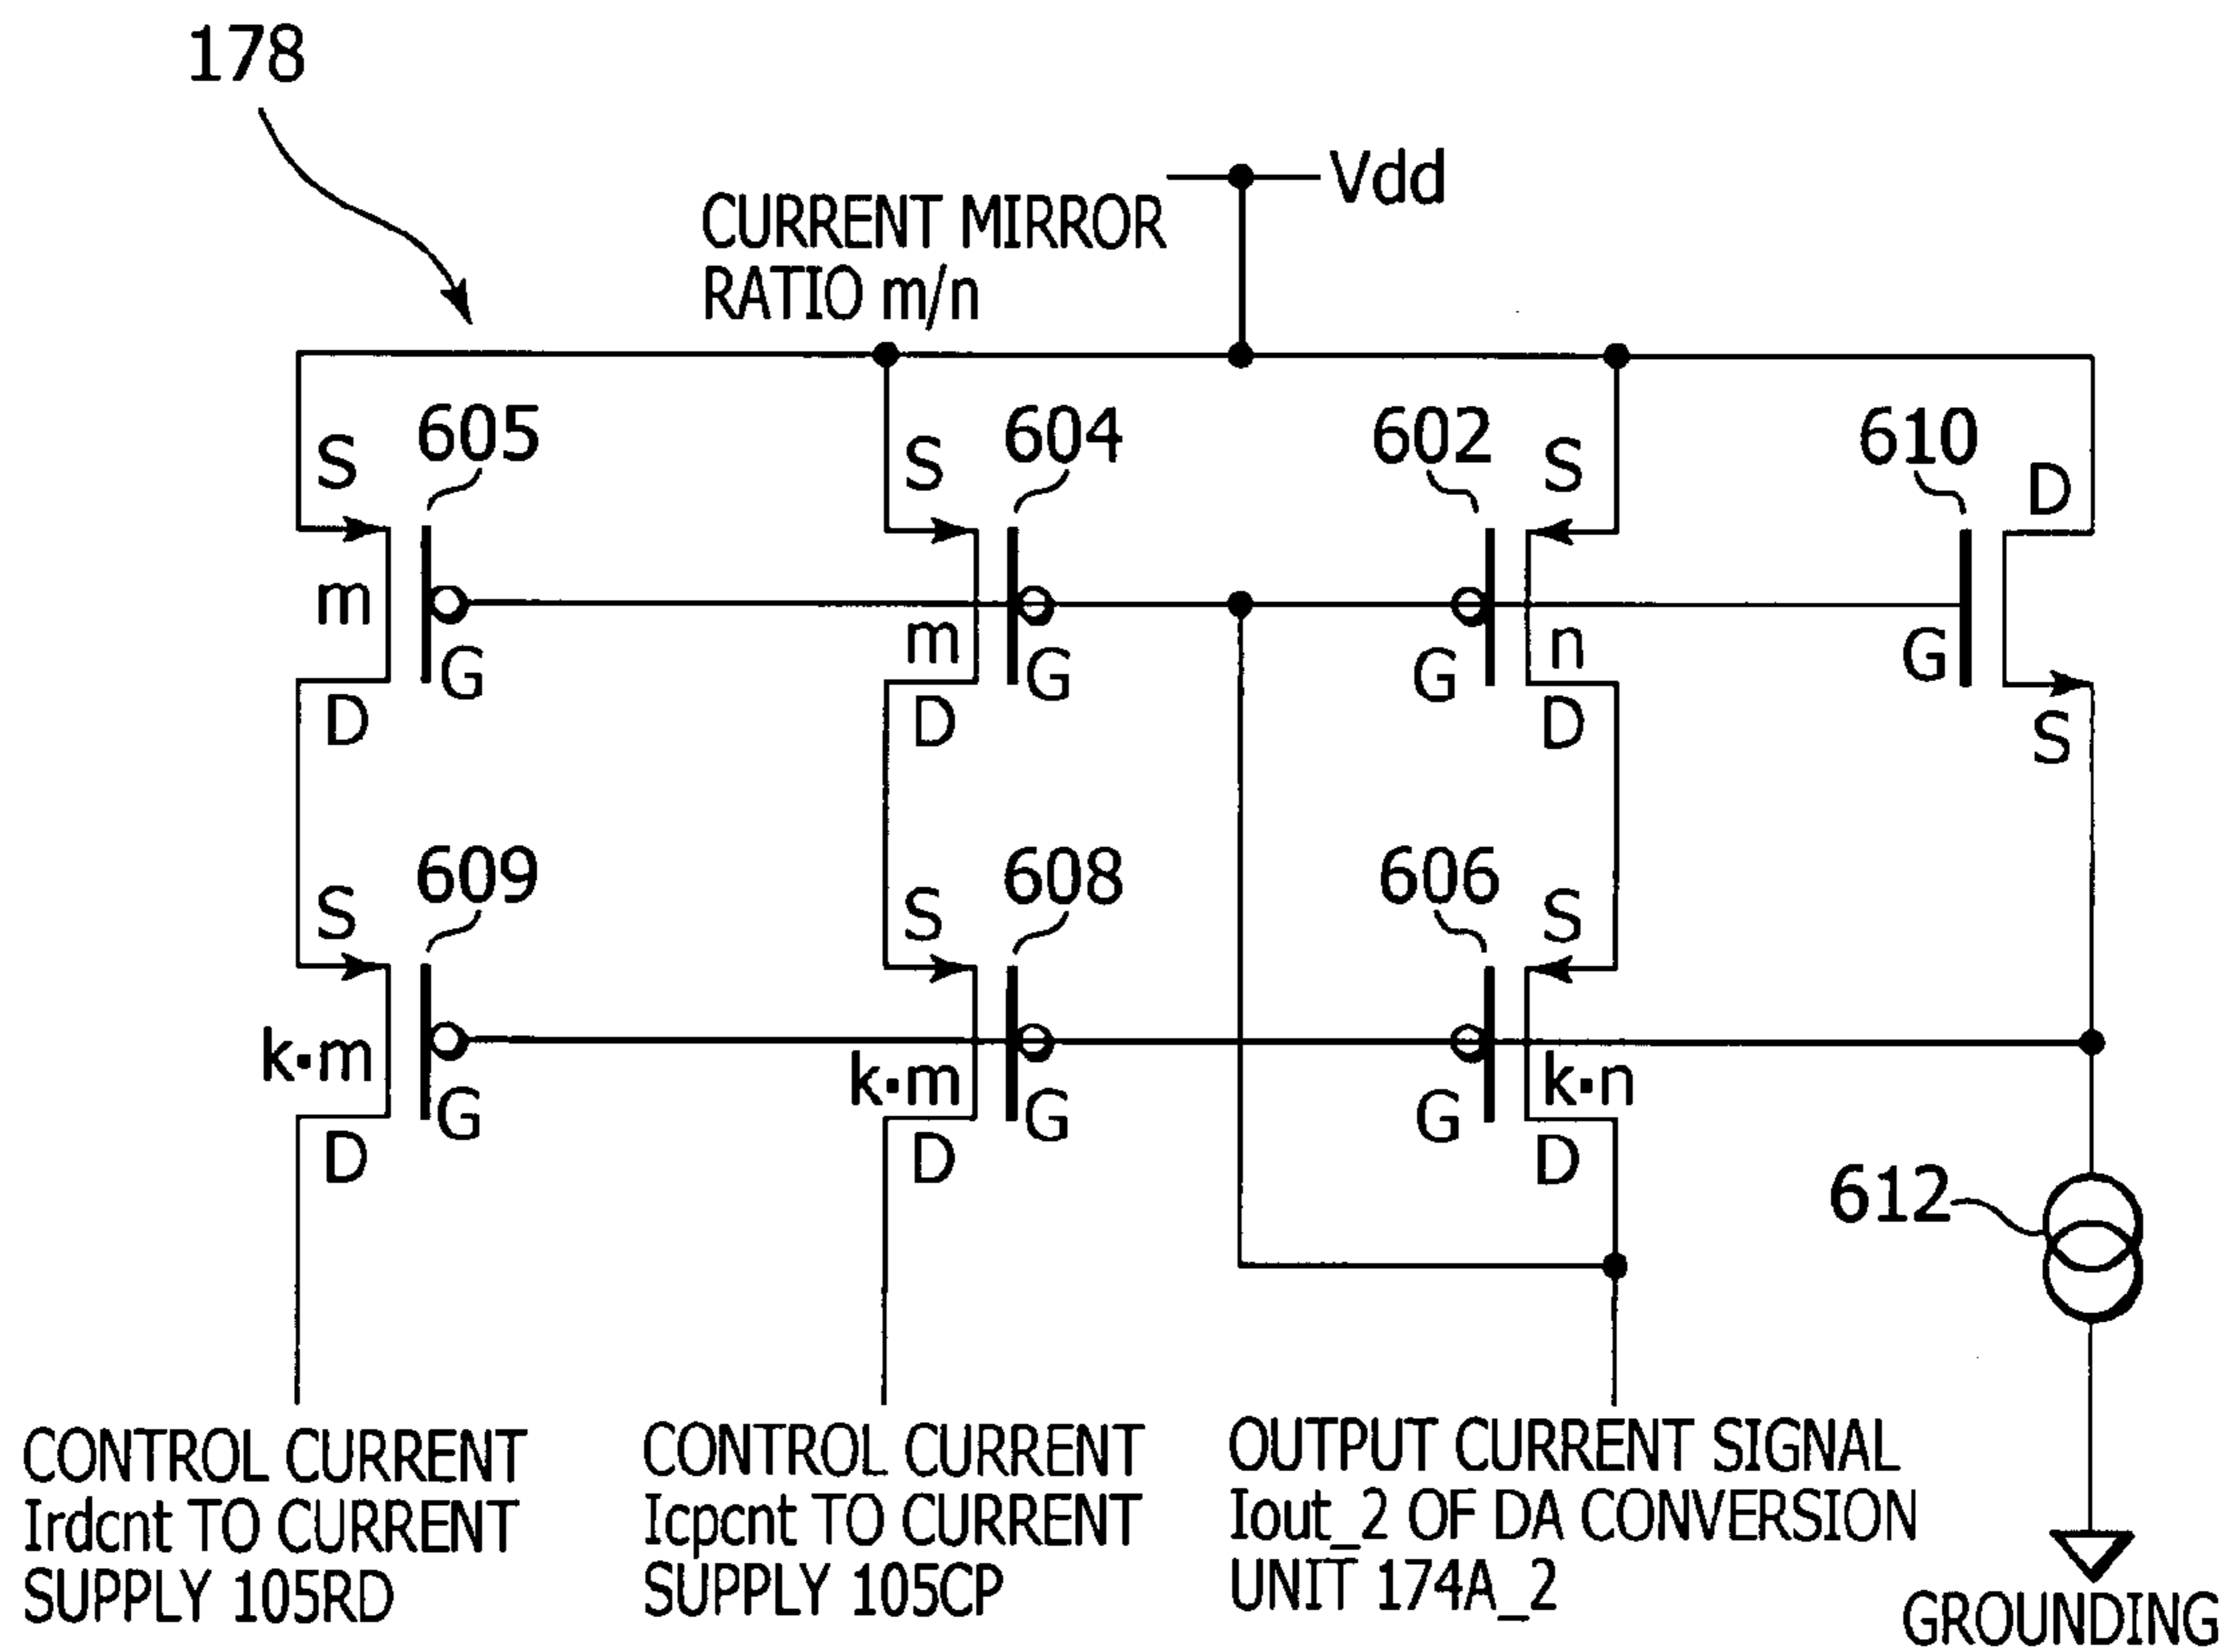 178
Vdd
CURRENT MIRROR
RATIO m/n
605
604
602
610
S
S
S
D
m
m
n
G
G
G
G
D
D
D
S
609
608
606
S
S
S
k·m
k·m
k·n
G
G
G
D
D
D
612
CONTROL CURRENT
Irdcnt TO CURRENT
SUPPLY 105RD
CONTROL CURRENT
Icpcnt TO CURRENT
SUPPLY 105CP
OUTPUT CURRENT SIGNAL
Iout_2 OF DA CONVERSION
UNIT 174A_2
GROUNDING